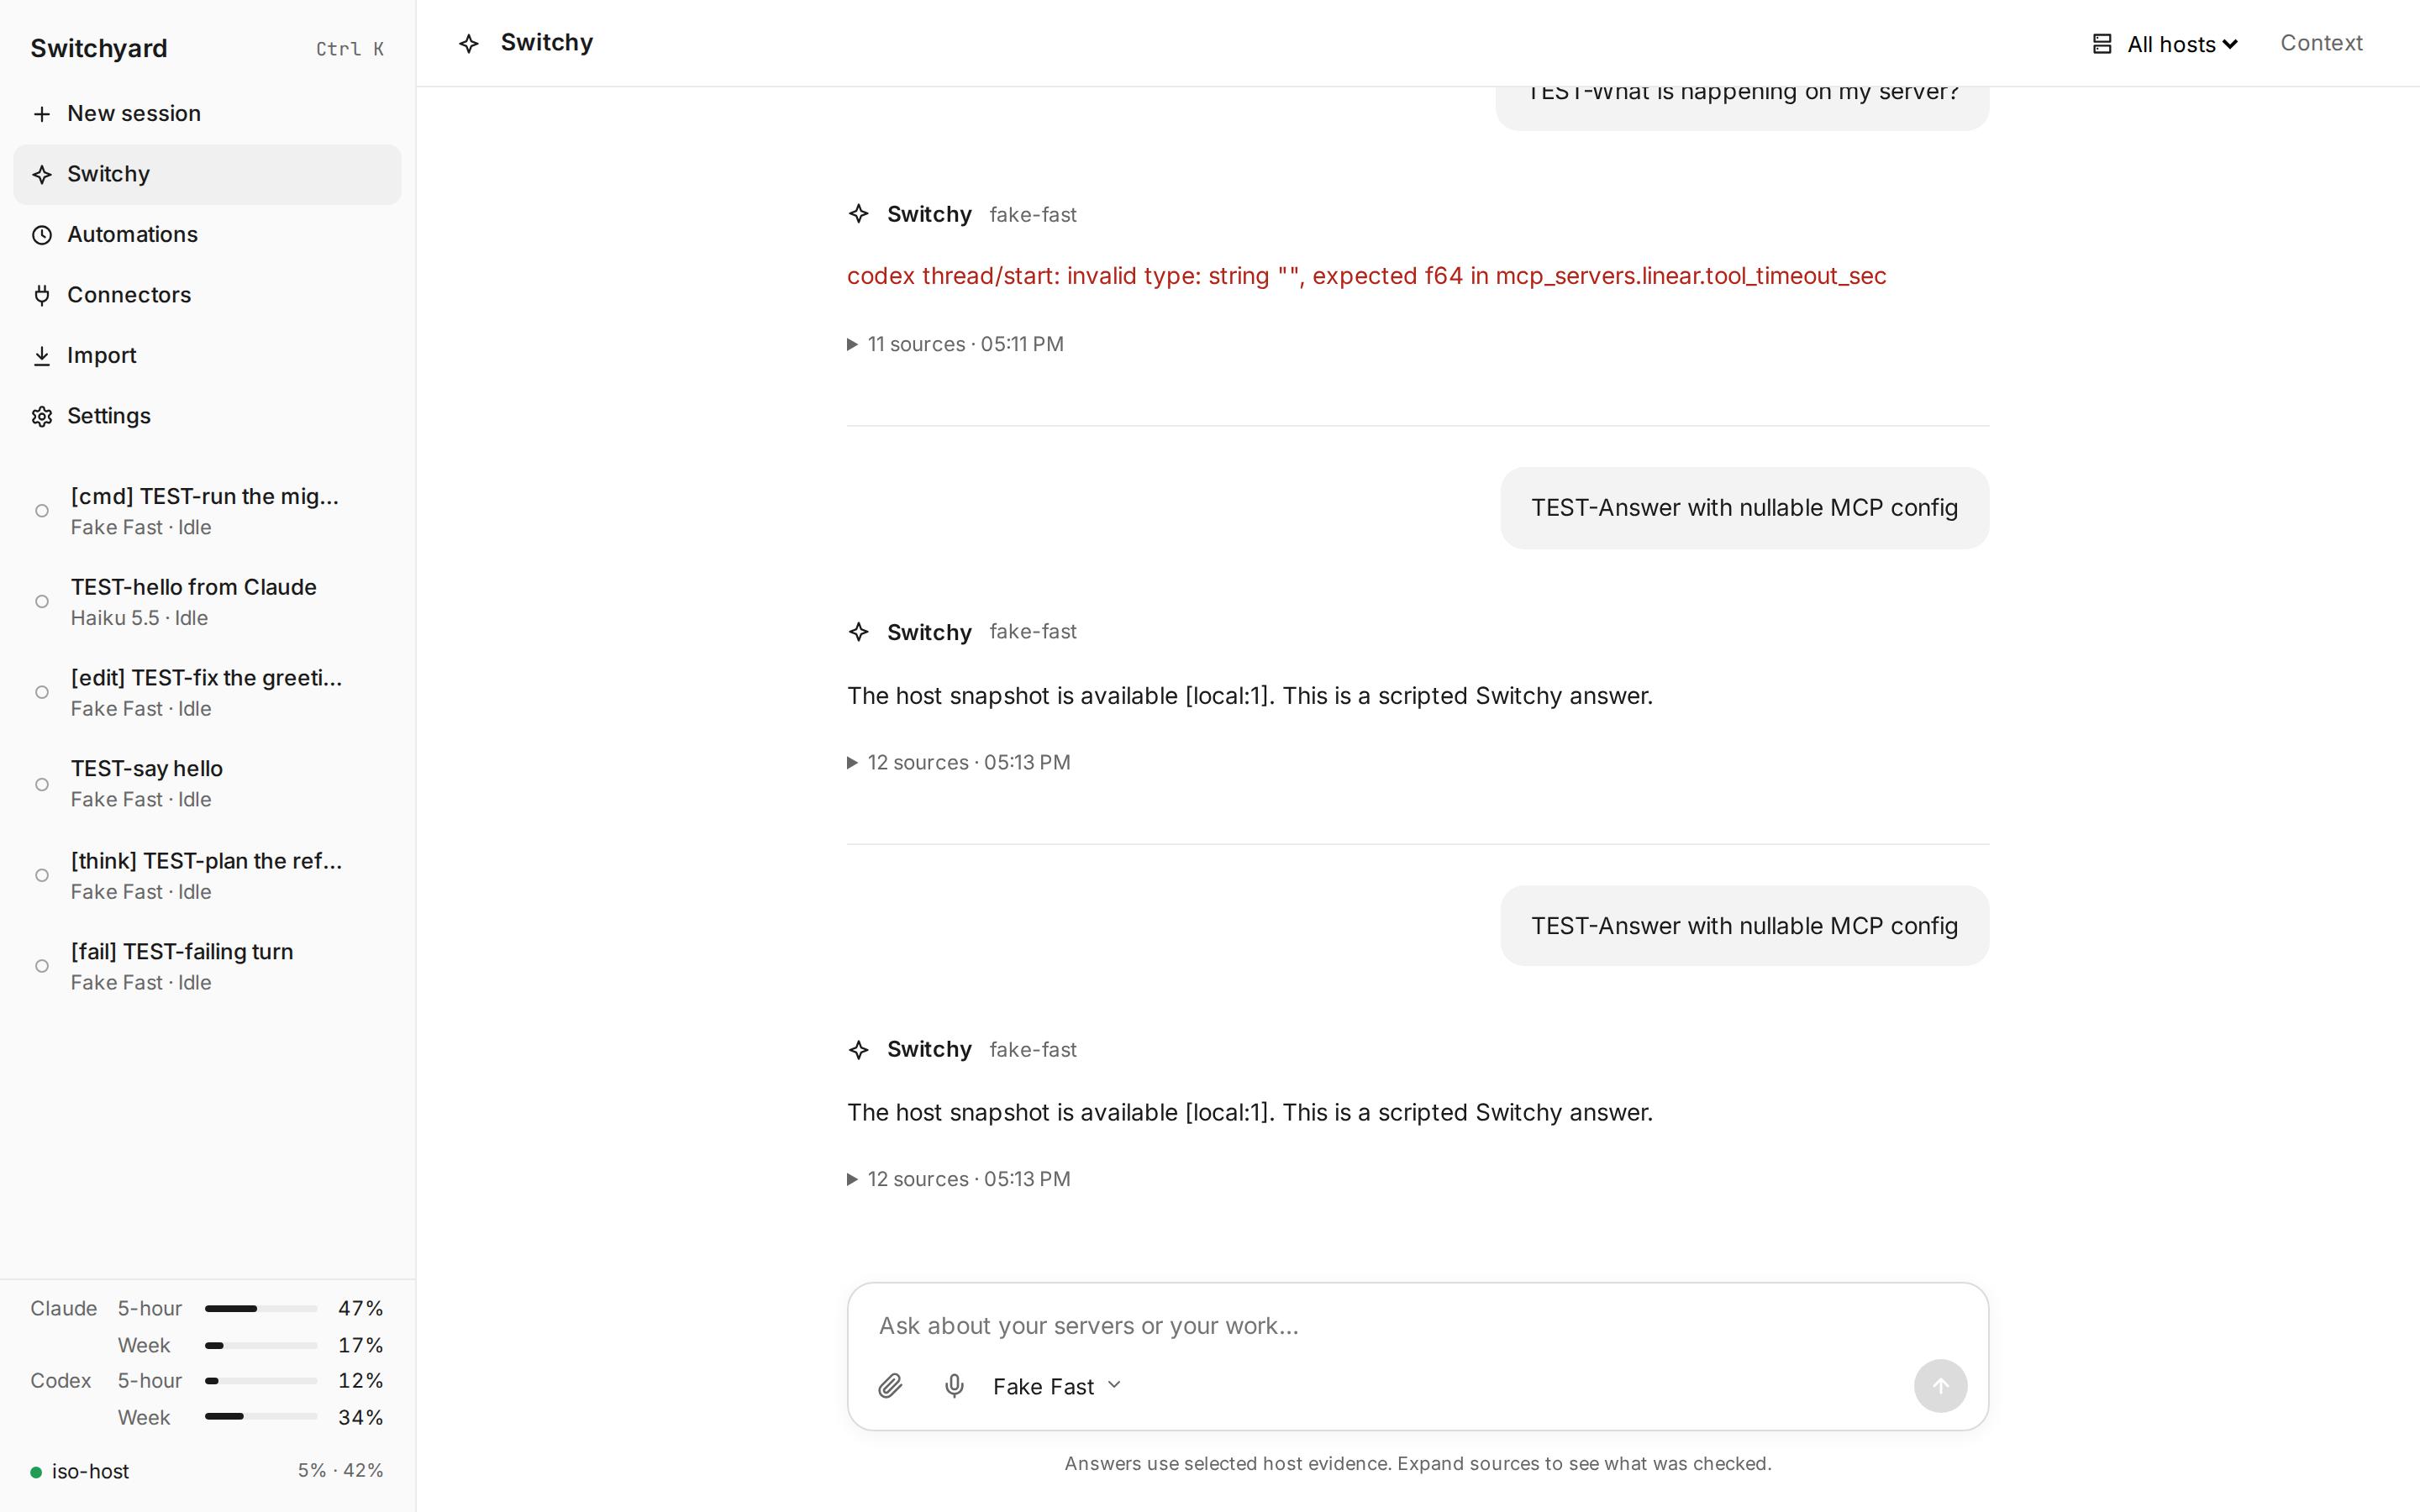 Switchyard
Ctrl K
New session
Switchy
Automations
Connectors
Import
Settings
[cmd] TEST-run the mig...
Fake Fast · Idle
TEST-hello from Claude
Haiku 5.5 · Idle
[edit] TEST-fix the greeti...
Fake Fast · Idle
TEST-say hello
Fake Fast · Idle
[think] TEST-plan the ref...
Fake Fast · Idle
[fail] TEST-failing turn
Fake Fast · Idle
Claude 5-hour 47%
Week 17%
Codex 5-hour 12%
Week 34%
iso-host 5% · 42%
Switchy
All hosts
Context
TEST-What is happening on my server?
Switchy fake-fast
codex thread/start: invalid type: string "", expected f64 in mcp_servers.linear.tool_timeout_sec
11 sources · 05:11 PM
TEST-Answer with nullable MCP config
Switchy fake-fast
The host snapshot is available [local:1]. This is a scripted Switchy answer.
12 sources · 05:13 PM
TEST-Answer with nullable MCP config
Switchy fake-fast
The host snapshot is available [local:1]. This is a scripted Switchy answer.
12 sources · 05:13 PM
Ask about your servers or your work...
Fake Fast
Answers use selected host evidence. Expand sources to see what was checked.